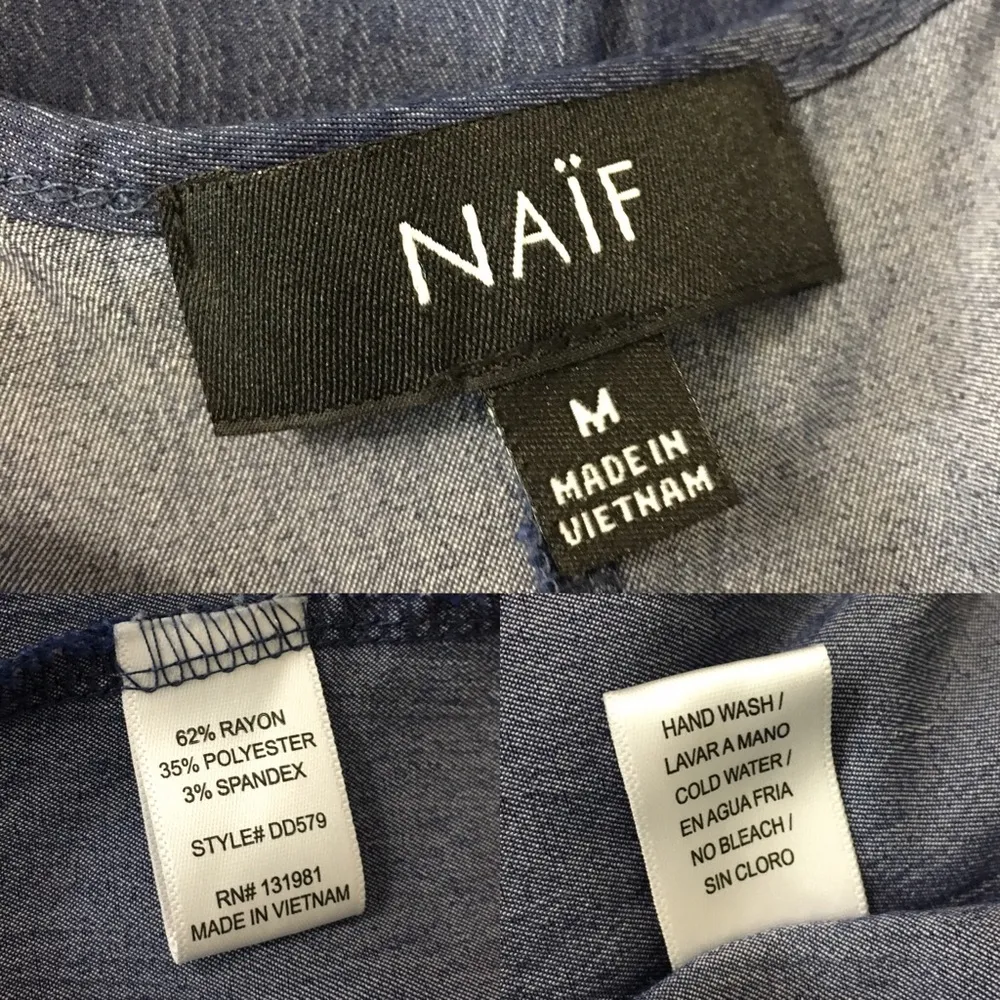 NAÏF
M
MADE IN
VIETNAM
62% RAYON
35% POLYESTER
3% SPANDEX
STYLE# DD579
RN# 131981
MADE IN VIETNAM
HAND WASH /
LAVAR A MANO
COLD WATER /
EN AGUA FRIA
NO BLEACH /
SIN CLORO